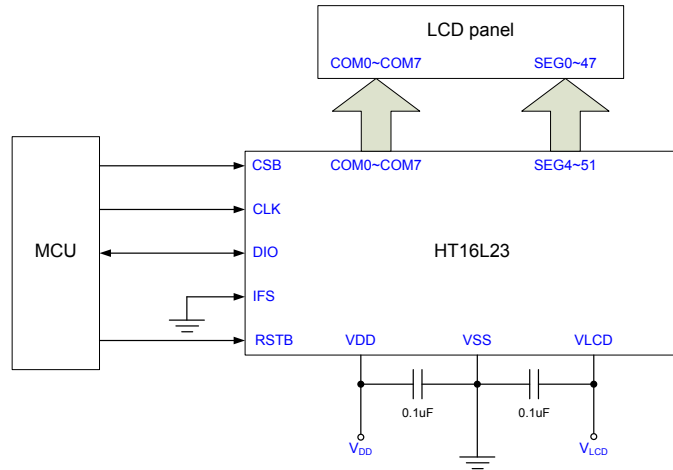 LCD panel
COM0~COM7 SEG0~47
COM0~COM7 SEG4~51
CSB
CLK
MCU DIO HT16L23
IFS
RSTB VDD VSS VLCD
0.1uF 0.1uF
VDD VLCD